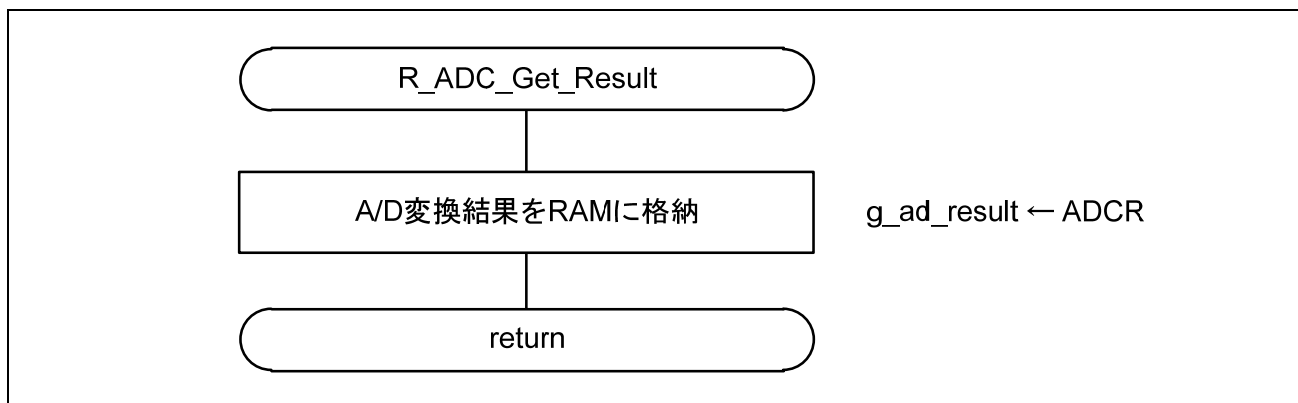 R_ADC_Get_Result
A/D変換結果をRAMに格納
g_ad_result ← ADCR
return